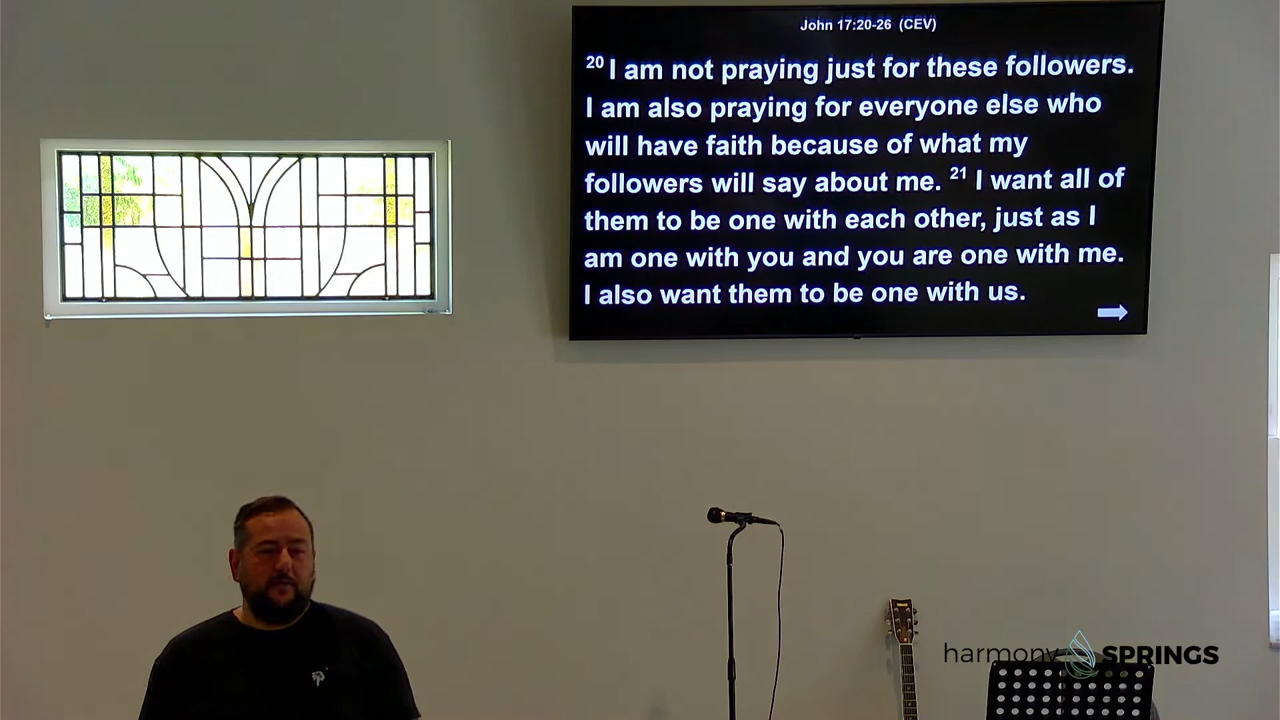 John 17:20-26 (CEV)
20 I am not praying just for these followers.
I am also praying for everyone else who
will have faith because of what my
followers will say about me. 21 I want all of
them to be one with each other, just as I
am one with you and you are one with me.
I also want them to be one with us.
harmony SPRINGS